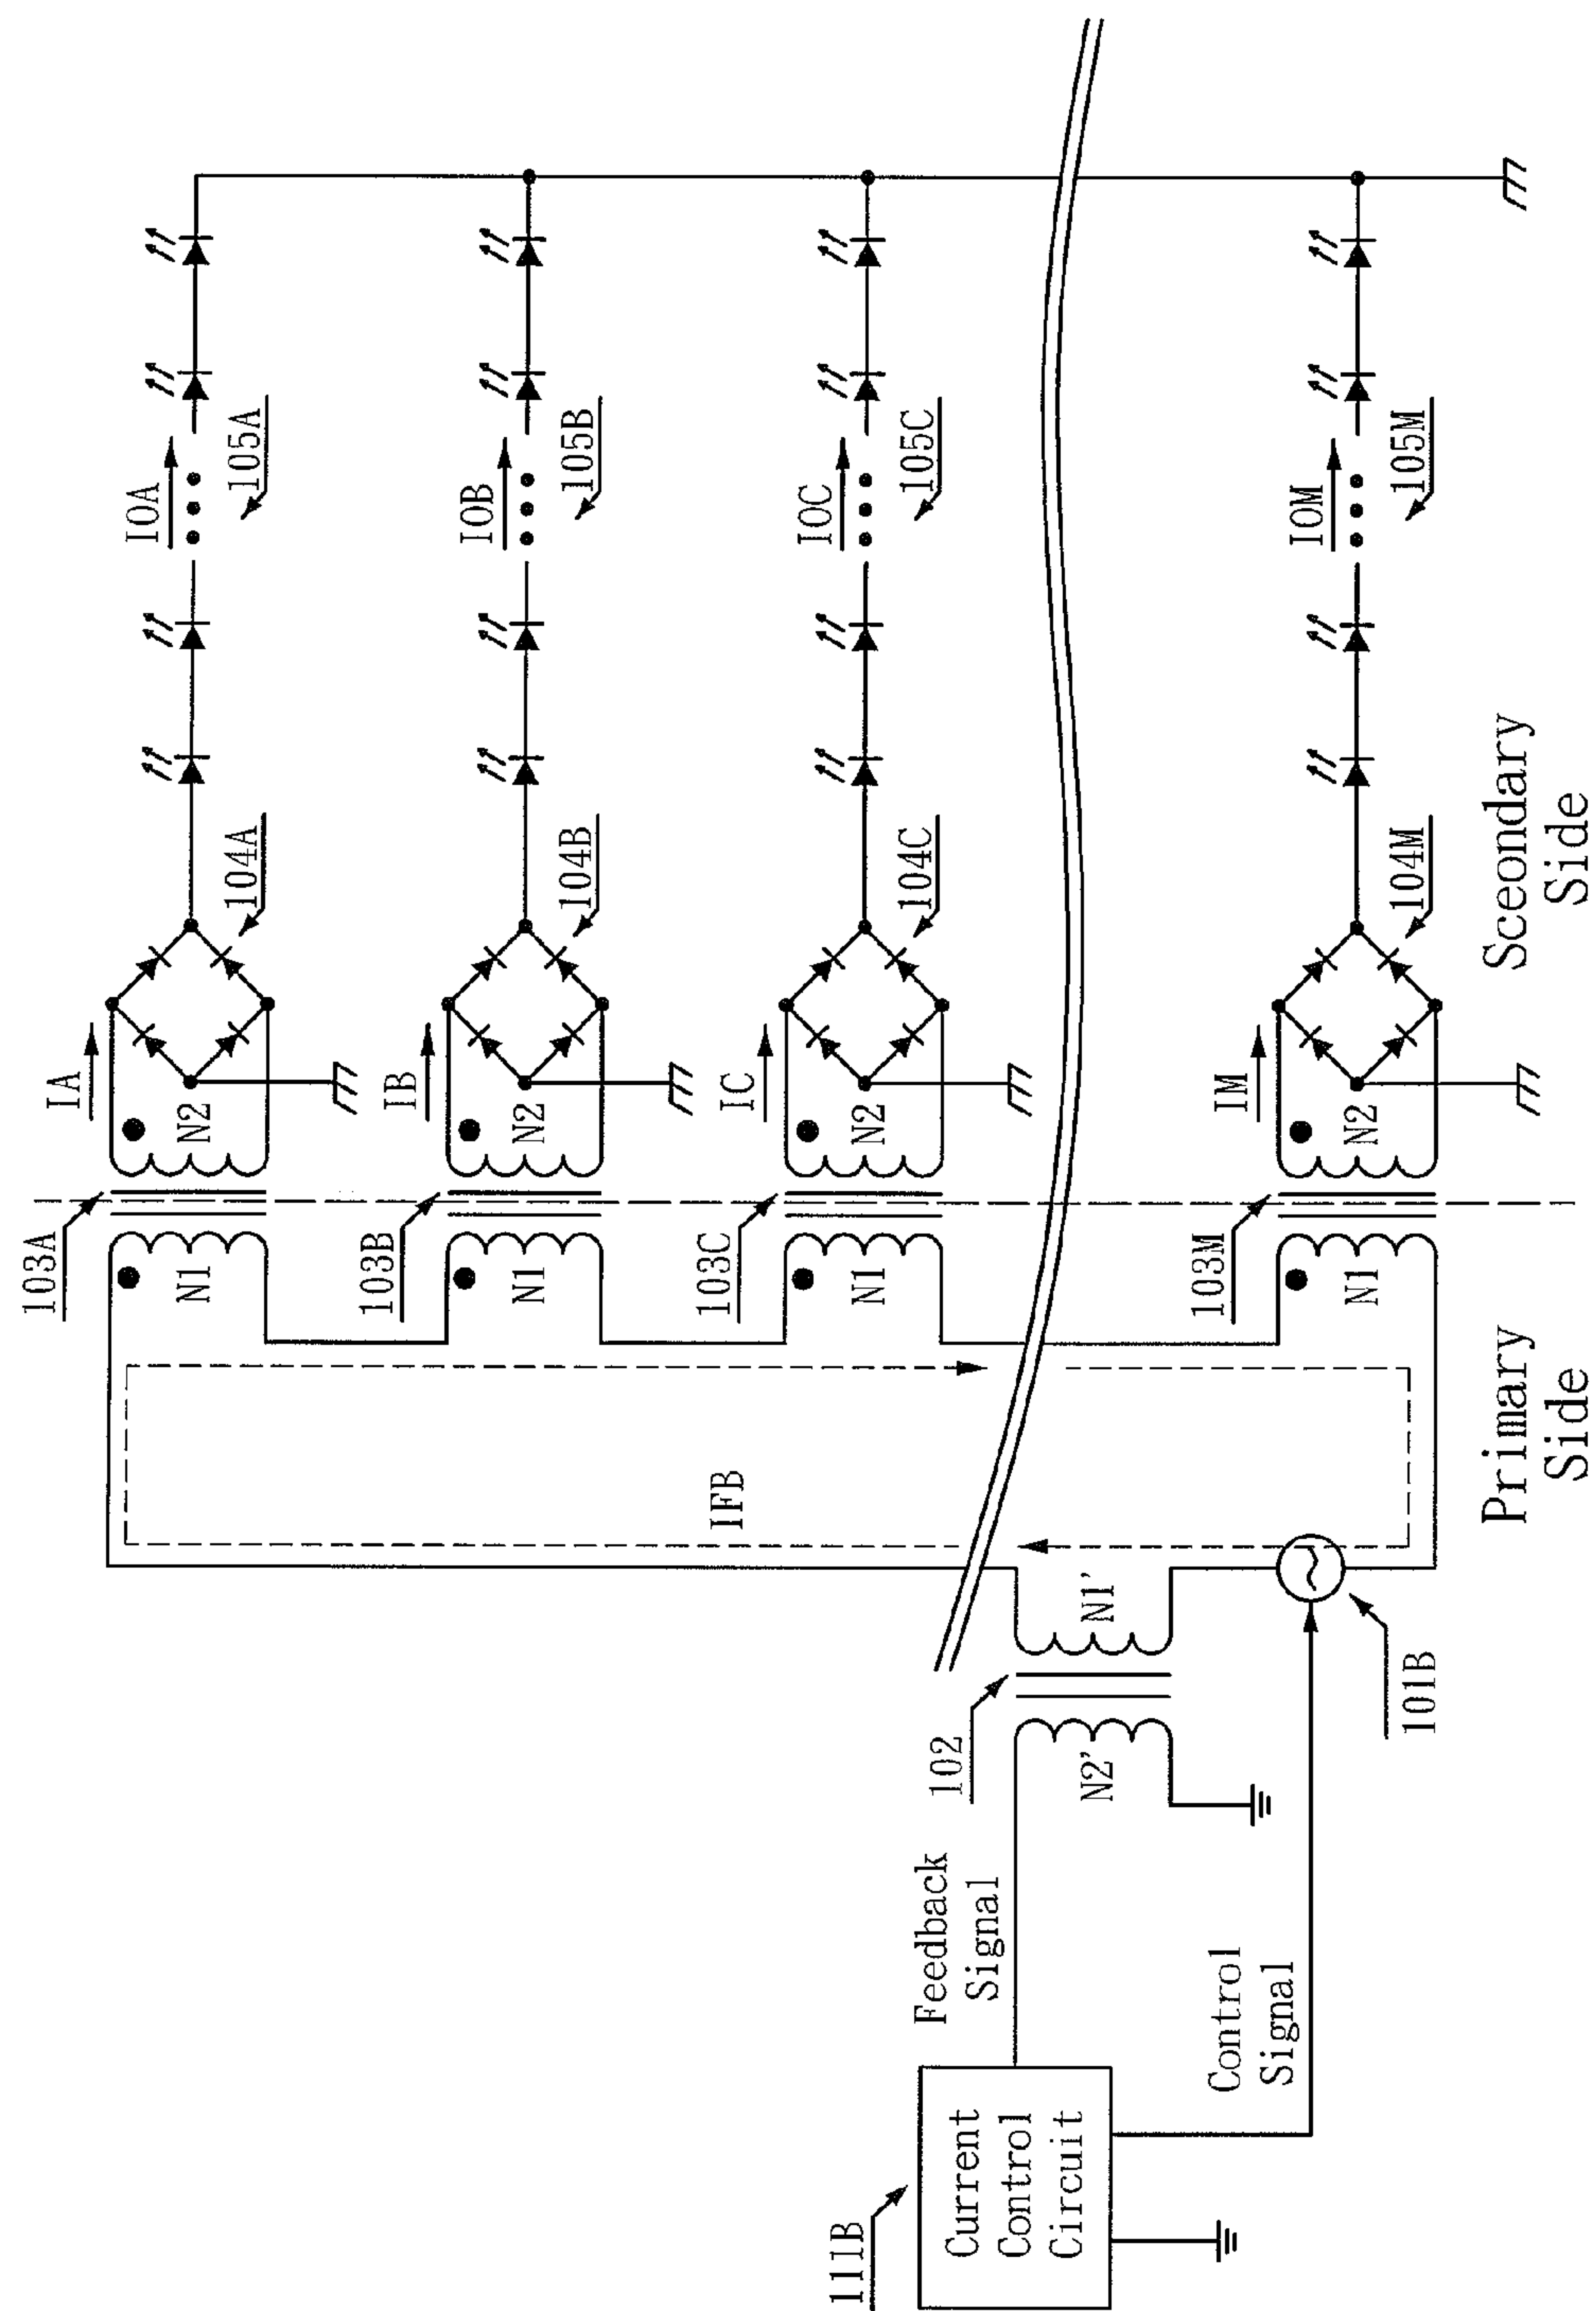 IA
IOA
103A
N1
N2
104A
105A
IB
IOB
103B
N1
N2
104B
105B
IC
IOC
103C
N1
N2
104C
105C
IM
IOM
103M
N1
N2
104M
105M
IFB
102
N2'
N1'
101B
Feedback
Signal
Control
Signal
111B
Current
Control
Circuit
Primary
Side
Sceondary
Side